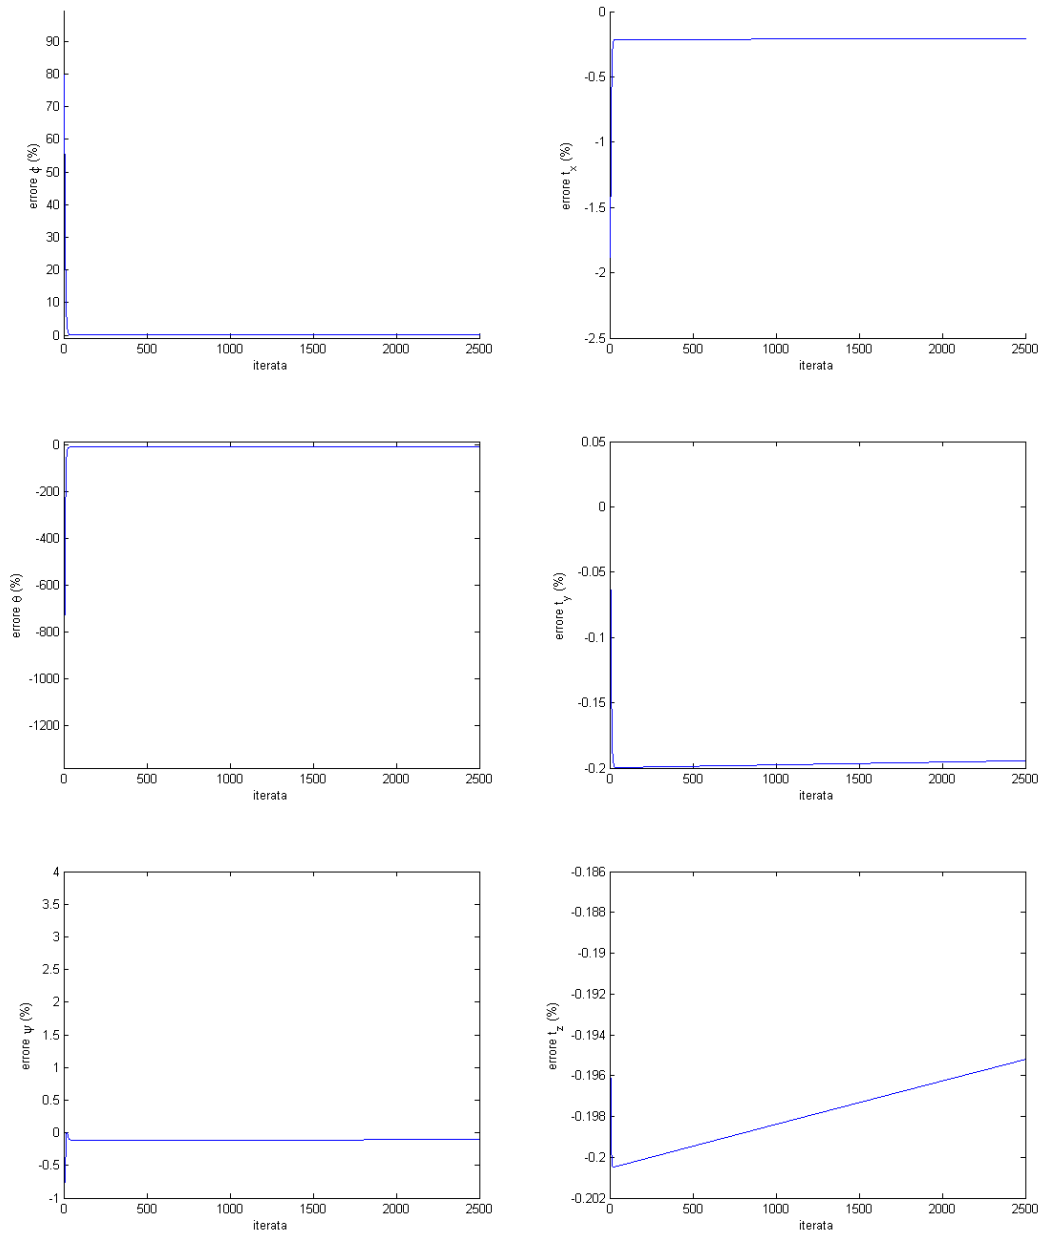 90
80
70
60
50
40
30
20
10
0
errore ϕ (%)
0 500 1000 1500 2000 2500
iterata
0
-0.5
-1
-1.5
-2
-2.5
errore t_x (%)
0 500 1000 1500 2000 2500
iterata
0
-200
-400
-600
-800
-1000
-1200
errore θ (%)
0 500 1000 1500 2000 2500
iterata
0.05
0
-0.05
-0.1
-0.15
-0.2
errore t_y (%)
0 500 1000 1500 2000 2500
iterata
4
3.5
3
2.5
2
1.5
1
0.5
0
-0.5
-1
errore ψ (%)
0 500 1000 1500 2000 2500
iterata
-0.186
-0.188
-0.19
-0.192
-0.194
-0.196
-0.198
-0.2
-0.202
errore t_z (%)
0 500 1000 1500 2000 2500
iterata